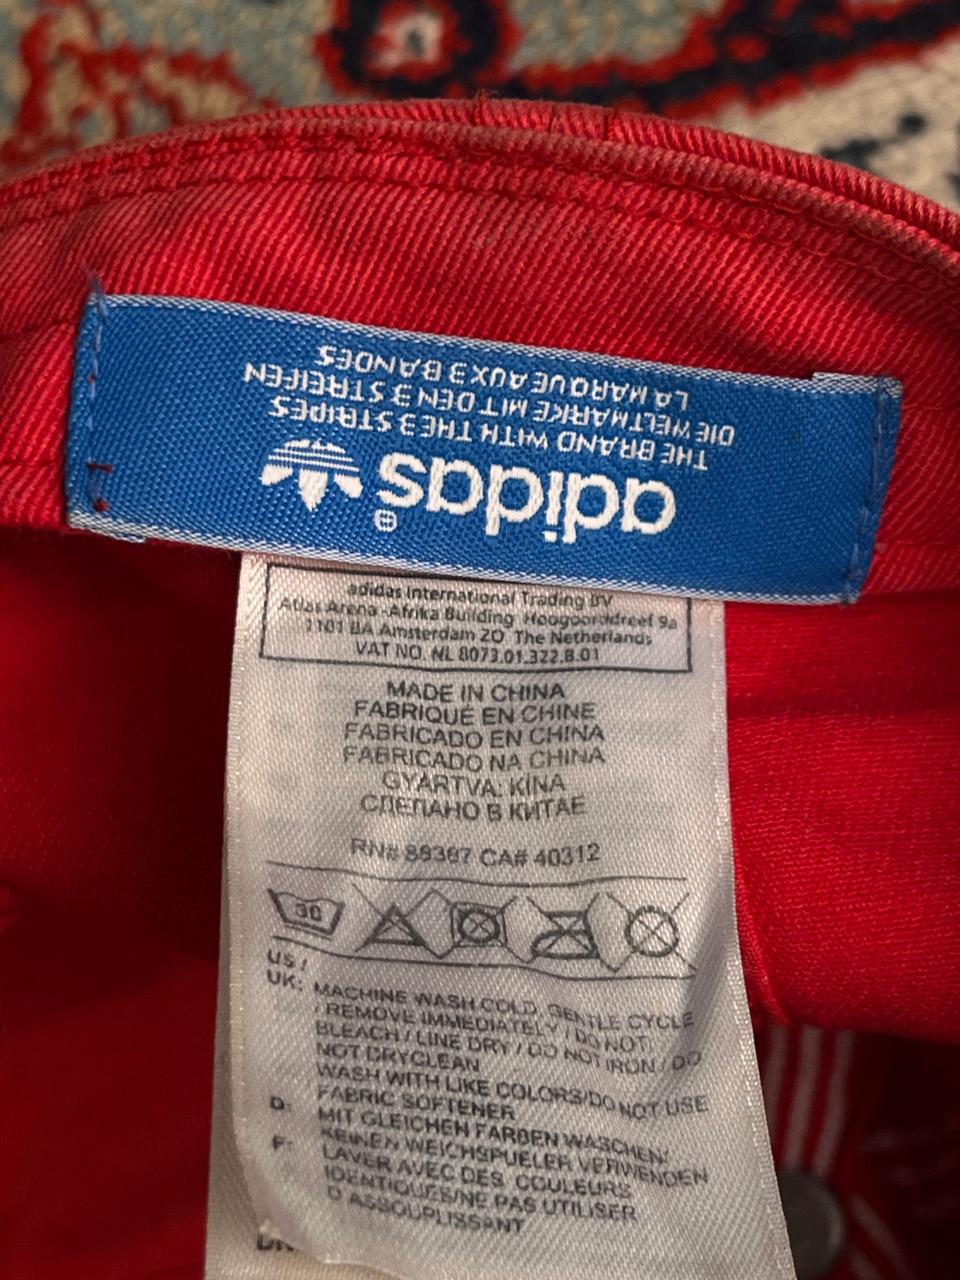 adidas®
THE BRAND WITH THE 3 STRIPES
DIE WELTMARKE MIT DEN 3 STREIFEN
LA MARQUE AUX 3 BANDES
adidas International Trading BV
Atlas Arena -Afrika Building Hoogoorddreef 9a
1101 BA Amsterdam ZO The Netherlands
VAT NO. NL 8073.01.322.B.01
MADE IN CHINA
FABRIQUÉ EN CHINE
FABRICADO EN CHINA
FABRICADO NA CHINA
GYÁRTVA: KÍNA
СДЕЛАНО В КИТАЕ
RN# 88387 CA# 40312
30
US /
UK: MACHINE WASH COLD, GENTLE CYCLE
/ REMOVE IMMEDIATELY / DO NOT
BLEACH / LINE DRY / DO NOT IRON / DO
NOT DRYCLEAN
WASH WITH LIKE COLORS/DO NOT USE
FABRIC SOFTENER
D: MIT GLEICHEN FARBEN WASCHEN/
KEINEN WEICHSPUELER VERWENDEN
F: LAVER AVEC DES COULEURS
IDENTIQUES/NE PAS UTILISER
D'ASSOUPLISSANT